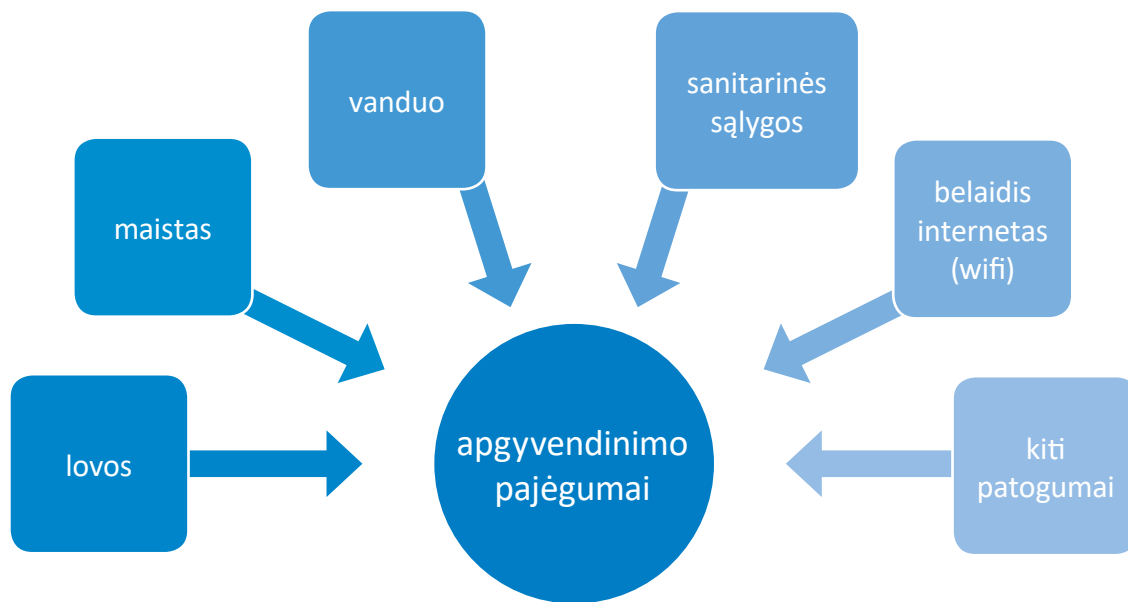 vanduo
sanitarinės
sąlygos
maistas
belaidis
internetas
(wifi)
lovos
apgyvendinimo
pajėgumai
kiti
patogumai